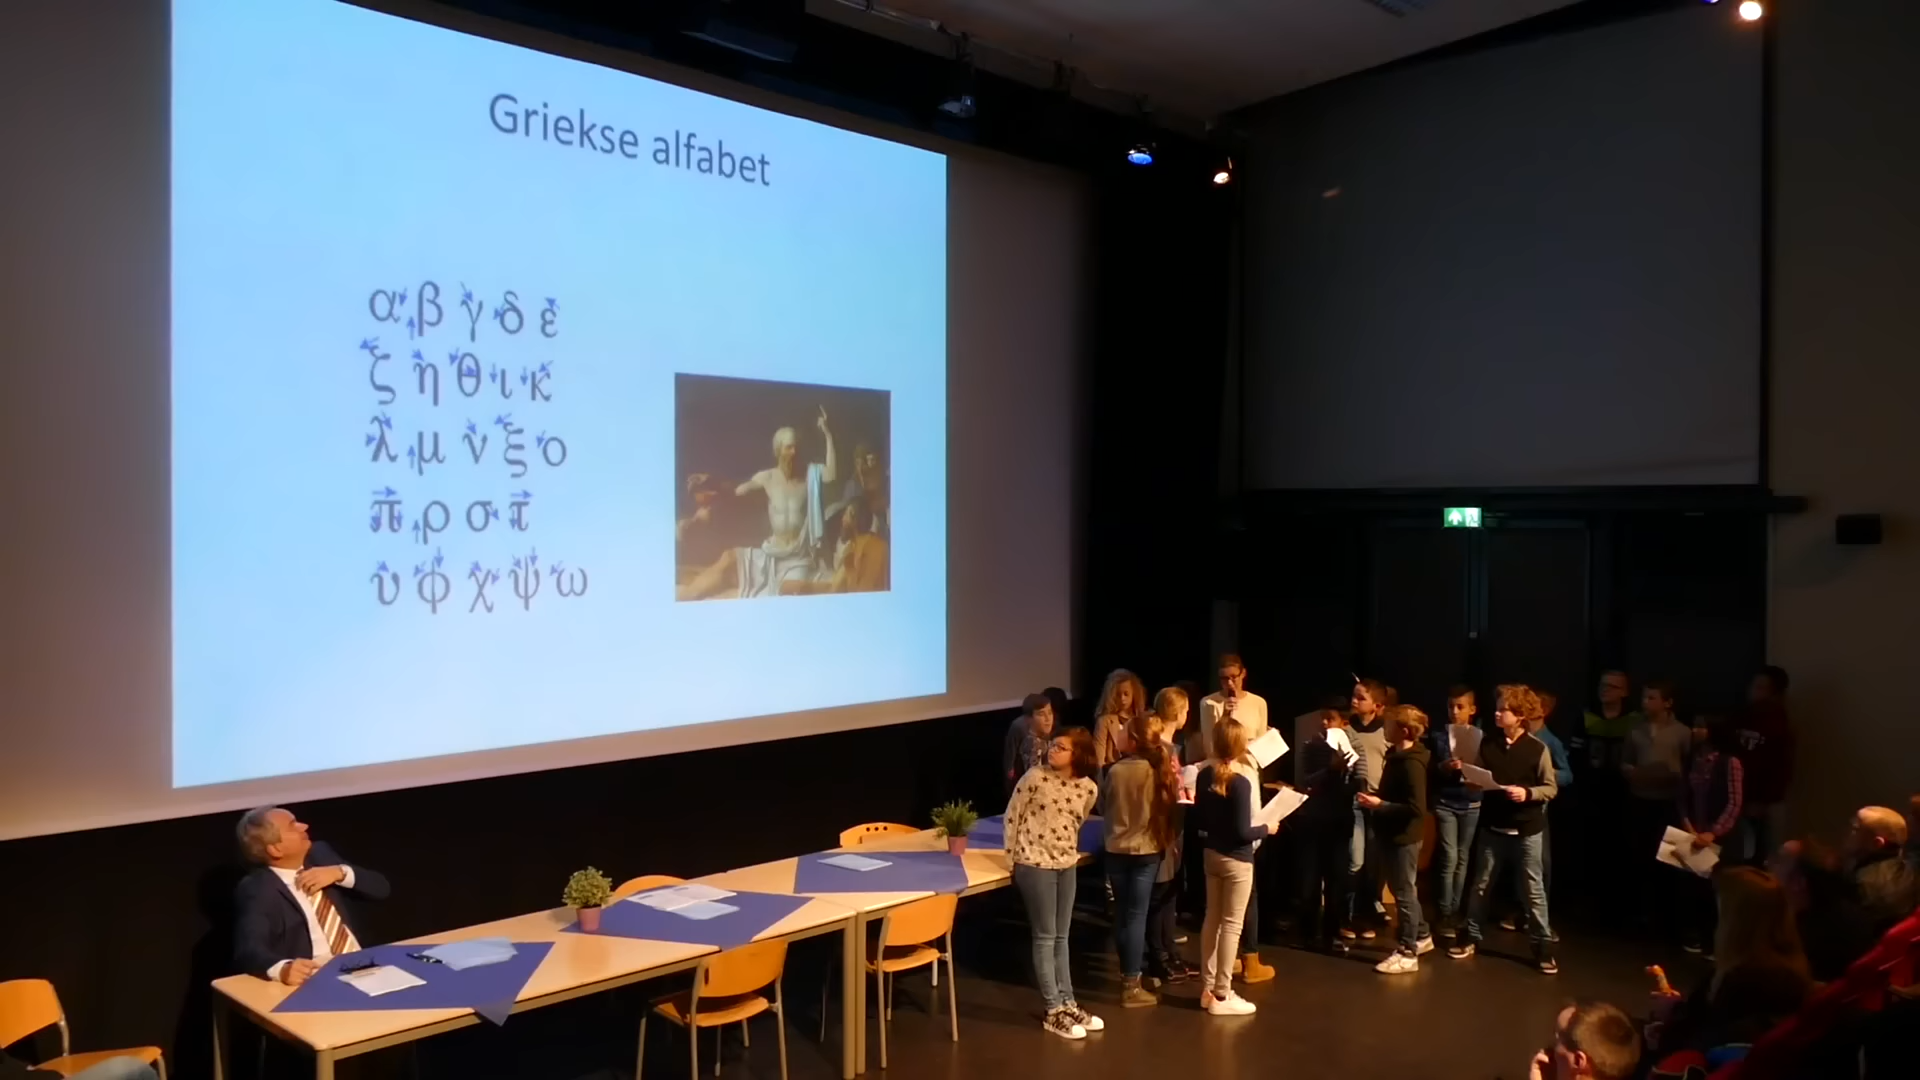 Griekse alfabet
α β γ δ ε
ζ η θ ι κ
λ μ ν ξ ο
π ρ σ τ
υ φ χ ψ ω